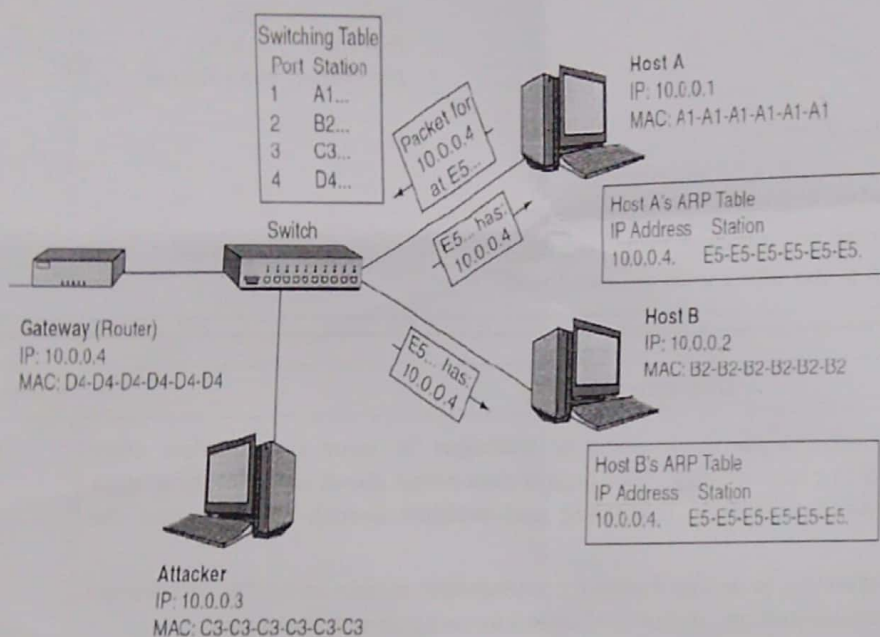 Switching Table
Port Station
1 A1...
2 B2...
3 C3...
4 D4...
Packet for
10.0.0.4
at E5...
Host A
IP: 10.0.0.1
MAC: A1-A1-A1-A1-A1-A1
Host A's ARP Table
IP Address Station
10.0.0.4. E5-E5-E5-E5-E5-E5.
E5... has:
10.0.0.4
Switch
Gateway (Router)
IP: 10.0.0.4
MAC: D4-D4-D4-D4-D4-D4
E5... has:
10.0.0.4
Host B
IP: 10.0.0.2
MAC: B2-B2-B2-B2-B2-B2
Host B's ARP Table
IP Address Station
10.0.0.4. E5-E5-E5-E5-E5-E5.
Attacker
IP: 10.0.0.3
MAC: C3-C3-C3-C3-C3-C3